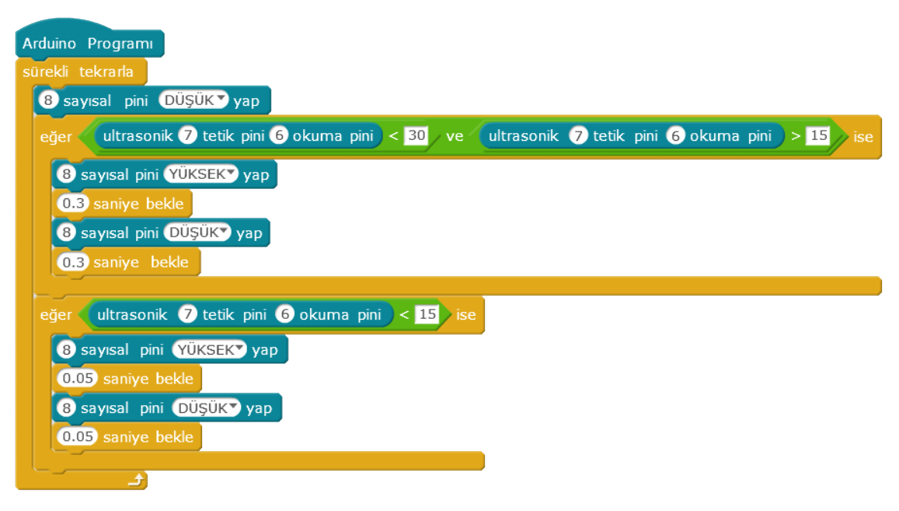 Arduino Programı
sürekli tekrarla
8 sayısal pini DÜŞÜK yap
eğer ultrasonik 7 tetik pini 6 okuma pini < 30 ve ultrasonik 7 tetik pini 6 okuma pini > 15 ise
8 sayısal pini YÜKSEK yap
0.3 saniye bekle
8 sayısal pini DÜŞÜK yap
0.3 saniye bekle
eğer ultrasonik 7 tetik pini 6 okuma pini < 15 ise
8 sayısal pini YÜKSEK yap
0.05 saniye bekle
8 sayısal pini DÜŞÜK yap
0.05 saniye bekle